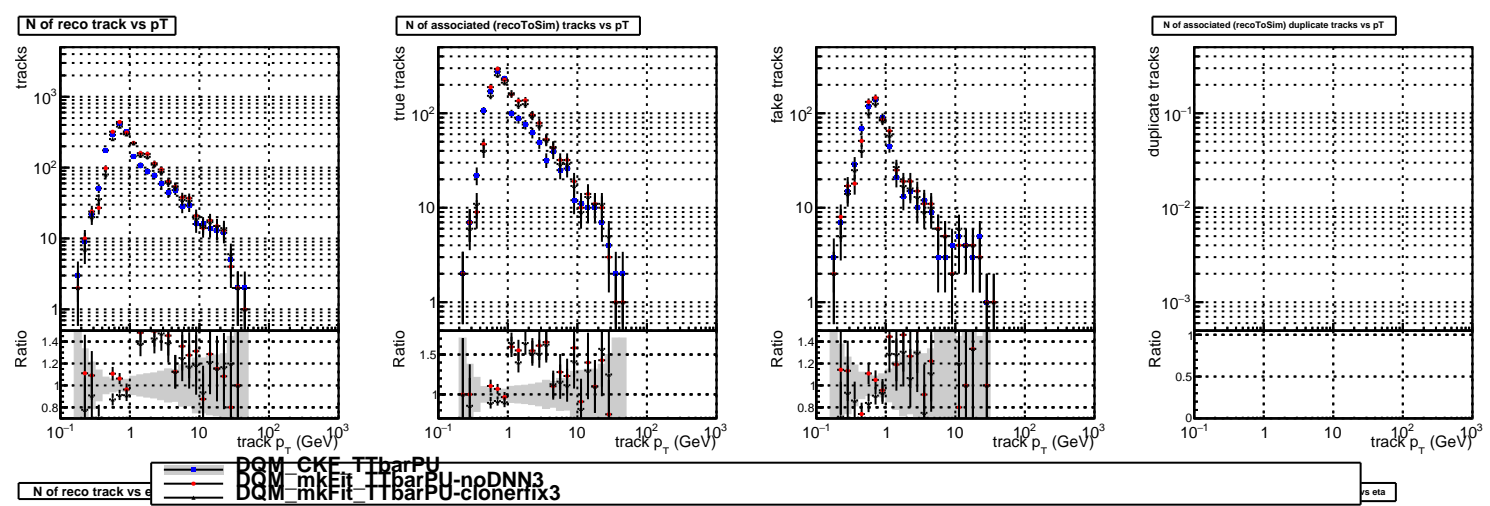 N of reco track vs pT
N of associated (recoToSim) tracks vs pT
N of associated (recoToSim) duplicate tracks vs pT
tracks
10³
10²
10
1
Ratio
1.4
1.2
1
0.8
10⁻¹ 1 10 10² 10³
track p_T (GeV)
true tracks
10²
10
1
Ratio
1.5
1
10⁻¹ 1 10 10² 10³
track p_T (GeV)
fake tracks
10²
10
1
Ratio
1.4
1.2
1
0.8
10⁻¹ 1 10 10² 10³
track p_T (GeV)
duplicate tracks
10⁻¹
10⁻²
10⁻³
Ratio
1
0.5
0
10⁻¹ 1 10 10² 10³
track p_T (GeV)
DQM_CKF_TTbarPU
DQM_mkFit_TTbarPU-noDNN3
DQM_mkFit_TTbarPU-clonerfix3
N of reco track vs e
vs eta